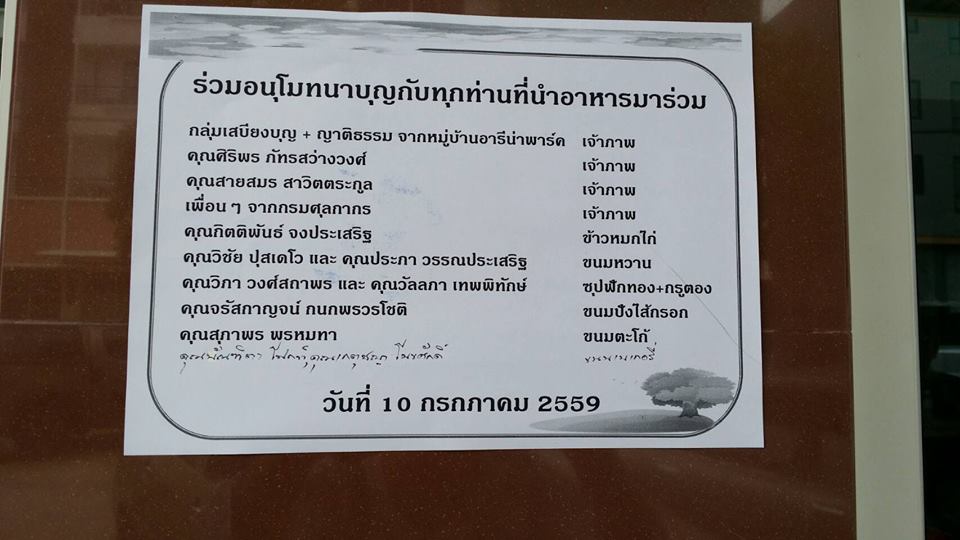 ร่วมอนุโมทนาบุญกับทุกท่านที่นำอาหารมาร่วม
กลุ่มเสบียงบุญ + ญาติธรรม จากหมู่บ้านอารีน่าพาร์ค เจ้าภาพ
คุณศิริพร ภัทรสว่างวงศ์ เจ้าภาพ
คุณสายสมร สาวิตตระกูล เจ้าภาพ
เพื่อน ๆ จากกรมศุลกากร เจ้าภาพ
คุณกิตติพันธ์ จงประเสริฐ ข้าวหมกไก่
คุณวิชัย ปุสเดโว และ คุณประภา วรรณประเสริฐ ขนมหวาน
คุณวิภา วงศ์สถาพร และ คุณวัลลภา เทพพิทักษ์ ซุปฟักทอง+กรูตอง
คุณจรัสกาญจน์ กนกพรวรโชติ ขนมปังไส้กรอก
คุณสุภาพร พรหมทา ขนมตะโก้
วันที่ 10 กรกฎาคม 2559